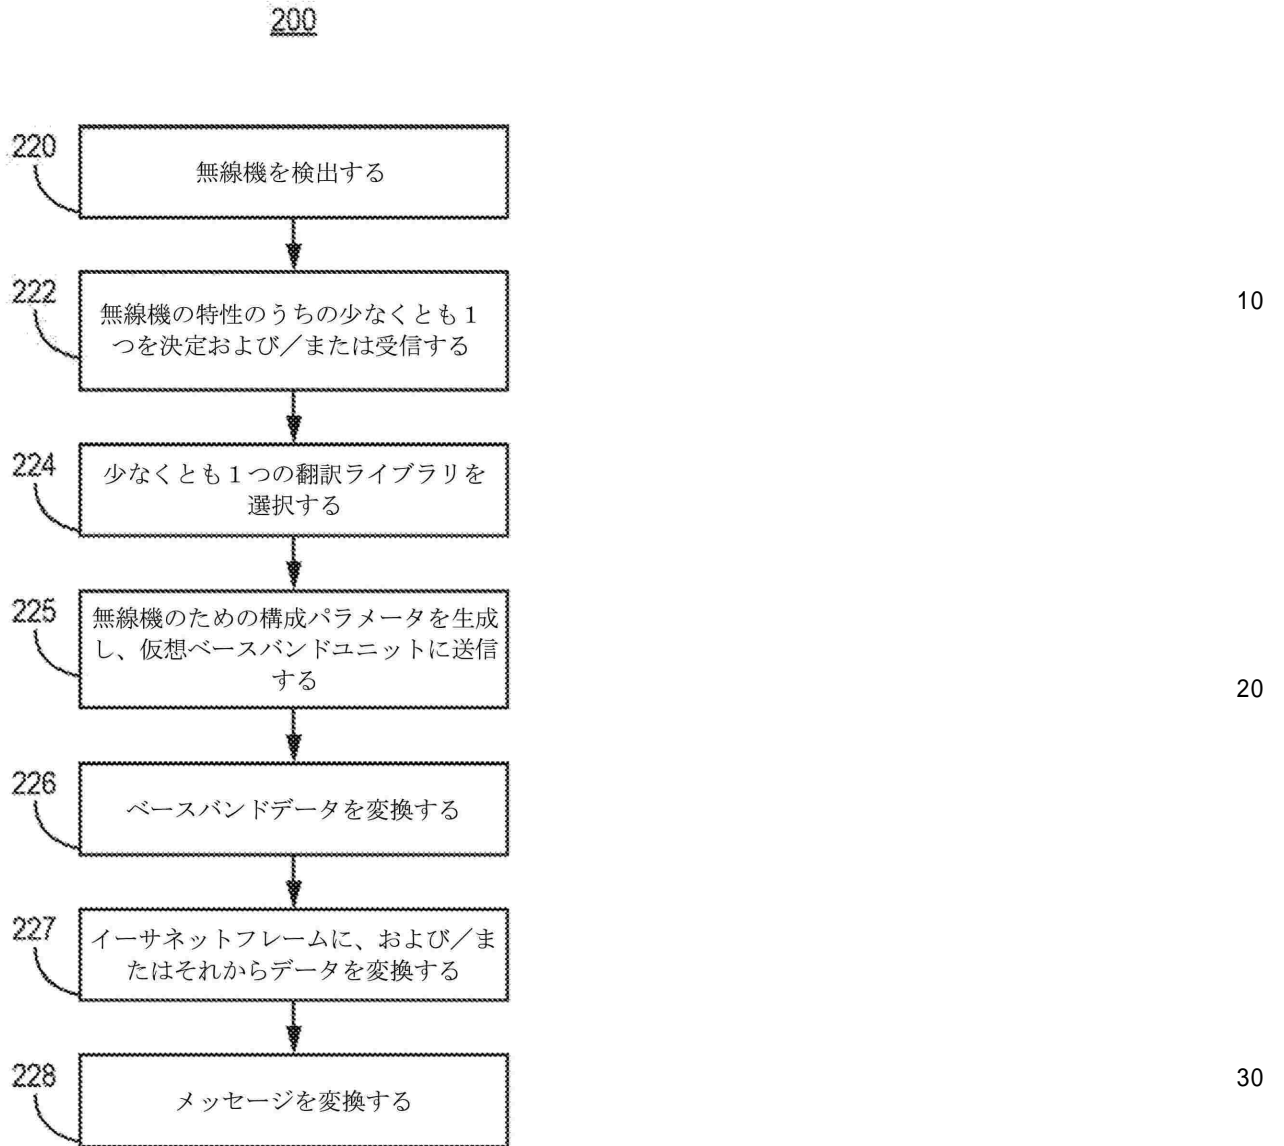 200
220
無線機を検出する
222
無線機の特性のうちの少なくとも１
つを決定および／または受信する
10
224
少なくとも１つの翻訳ライブラリを
選択する
225
無線機のための構成パラメータを生成
し、仮想ベースバンドユニットに送信
する
20
226
ベースバンドデータを変換する
227
イーサネットフレームに、および／ま
たはそれからデータを変換する
228
メッセージを変換する
30